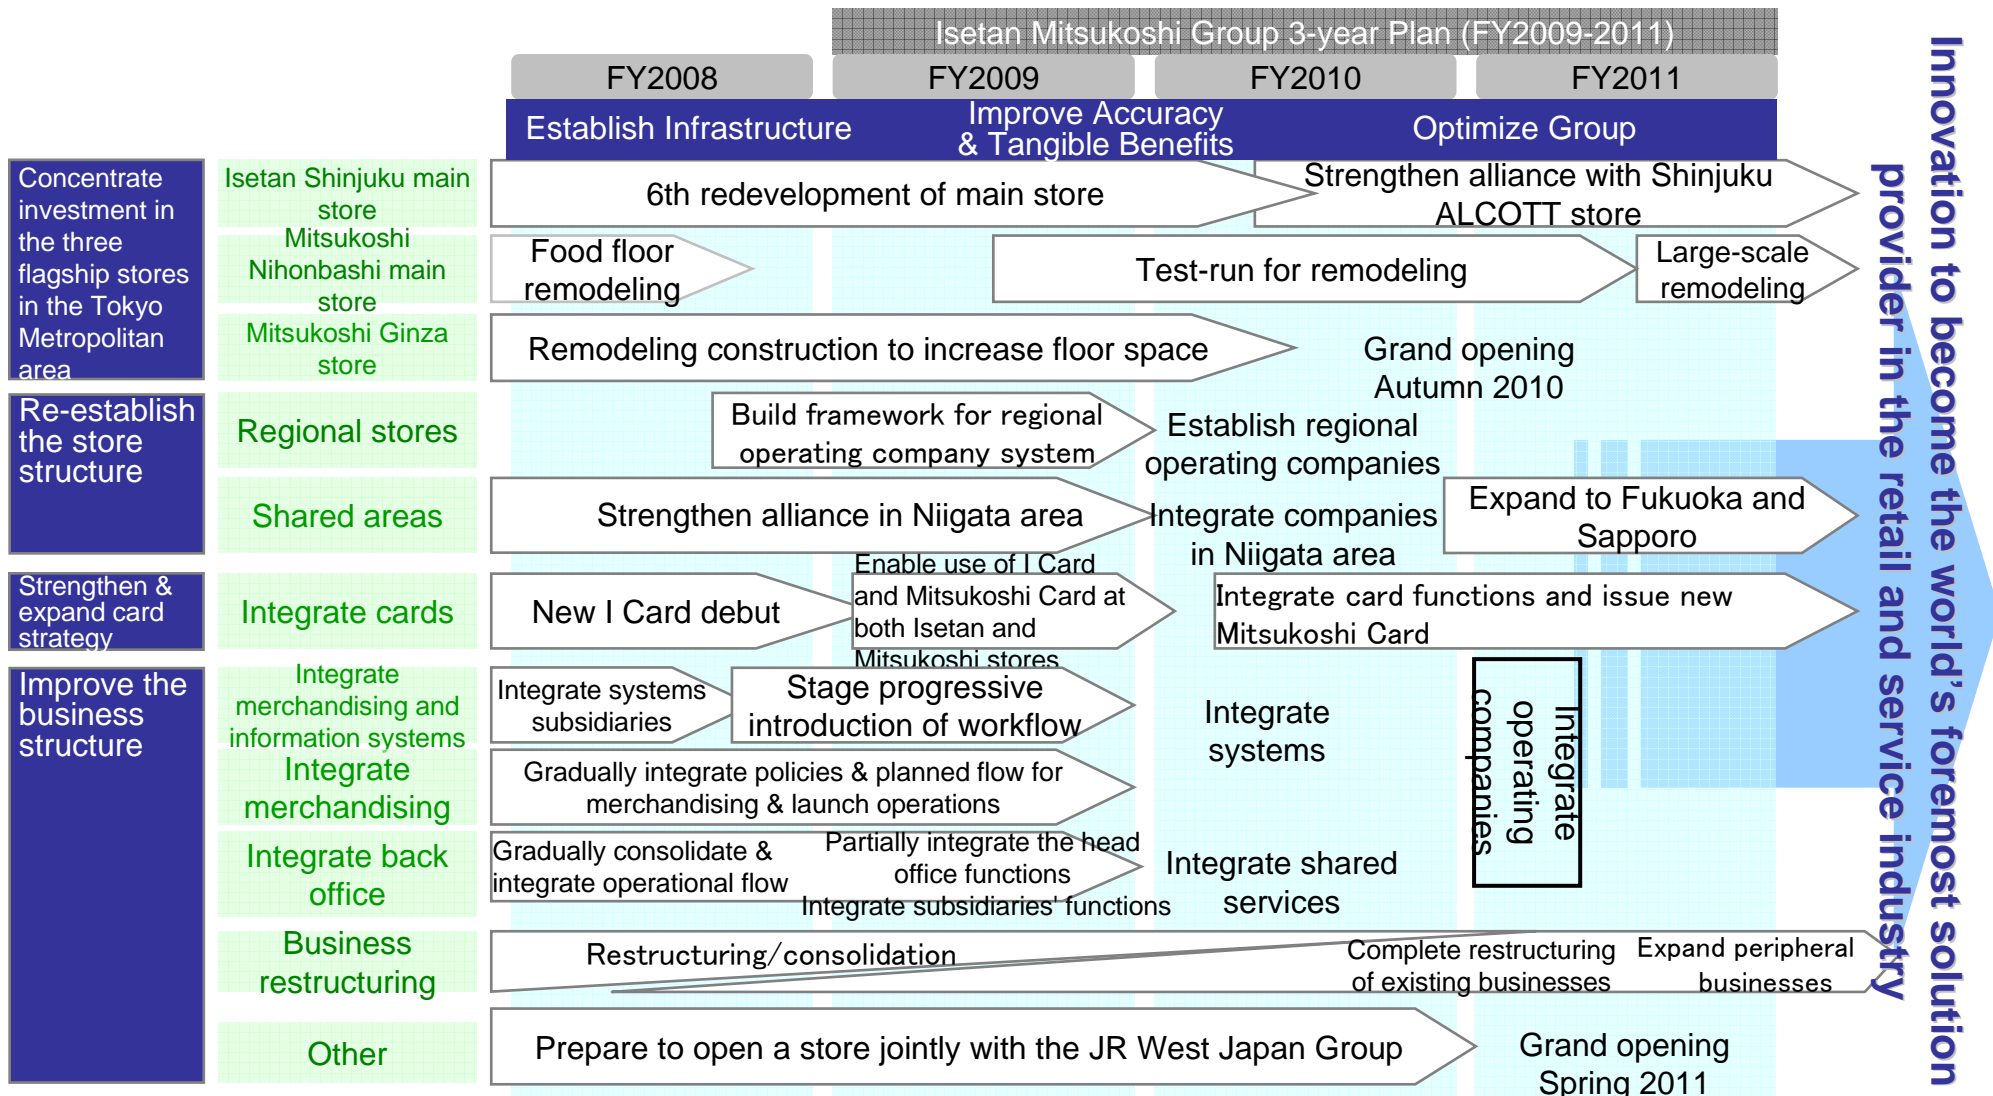 Isetan Mitsukoshi Group 3-year Plan (FY2009-2011)
FY2008
FY2009
FY2010
FY2011
Establish Infrastructure
Improve Accuracy
& Tangible Benefits
Optimize Group
Concentrate
investment in
the three
flagship stores
in the Tokyo
Metropolitan
area
Isetan Shinjuku main
store
6th redevelopment of main store
Strengthen alliance with Shinjuku
ALCOTT store
Mitsukoshi
Nihonbashi main
store
Food floor
remodeling
Test-run for remodeling
Large-scale
remodeling
Mitsukoshi Ginza
store
Remodeling construction to increase floor space
Grand opening
Autumn 2010
Re-establish
the store
structure
Regional stores
Build framework for regional
operating company system
Establish regional
operating companies
Shared areas
Strengthen alliance in Niigata area
Integrate companies
in Niigata area
Expand to Fukuoka and
Sapporo
Strengthen &
expand card
strategy
Integrate cards
New I Card debut
Enable use of I Card
and Mitsukoshi Card at
both Isetan and
Mitsukoshi stores
Integrate card functions and issue new
Mitsukoshi Card
Improve the
business
structure
Integrate
merchandising and
information systems
Integrate systems
subsidiaries
Stage progressive
introduction of workflow
Integrate
systems
Integrate
operating
companies
Integrate
merchandising
Gradually integrate policies & planned flow for
merchandising & launch operations
Integrate back
office
Gradually consolidate &
integrate operational flow
Partially integrate the head
office functions
Integrate subsidiaries' functions
Integrate shared
services
Business
restructuring
Restructuring/consolidation
Complete restructuring
of existing businesses
Expand peripheral
businesses
Other
Prepare to open a store jointly with the JR West Japan Group
Grand opening
Spring 2011
Innovation to become the world's foremost solution
provider in the retail and service industry